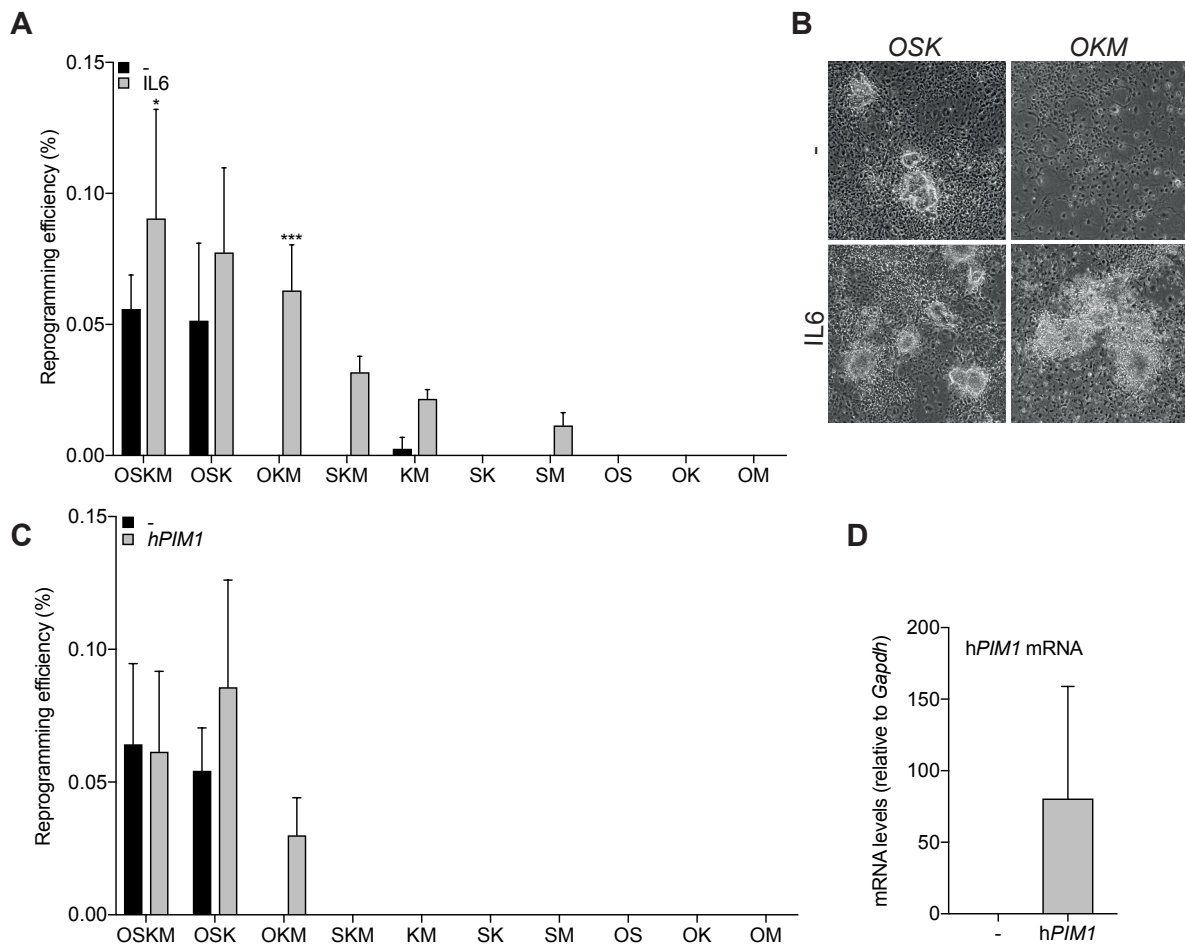 A
Reprogramming efficiency (%)
0.15
0.10
0.05
0.00
-
IL6
*
***
OSKM OSK OKM SKM KM SK SM OS OK OM
B
OSK OKM
-
IL6
C
Reprogramming efficiency (%)
0.15
0.10
0.05
0.00
-
hPIM1
OSKM OSK OKM SKM KM SK SM OS OK OM
D
mRNA levels (relative to Gapdh)
200
150
100
50
0
hPIM1 mRNA
- hPIM1